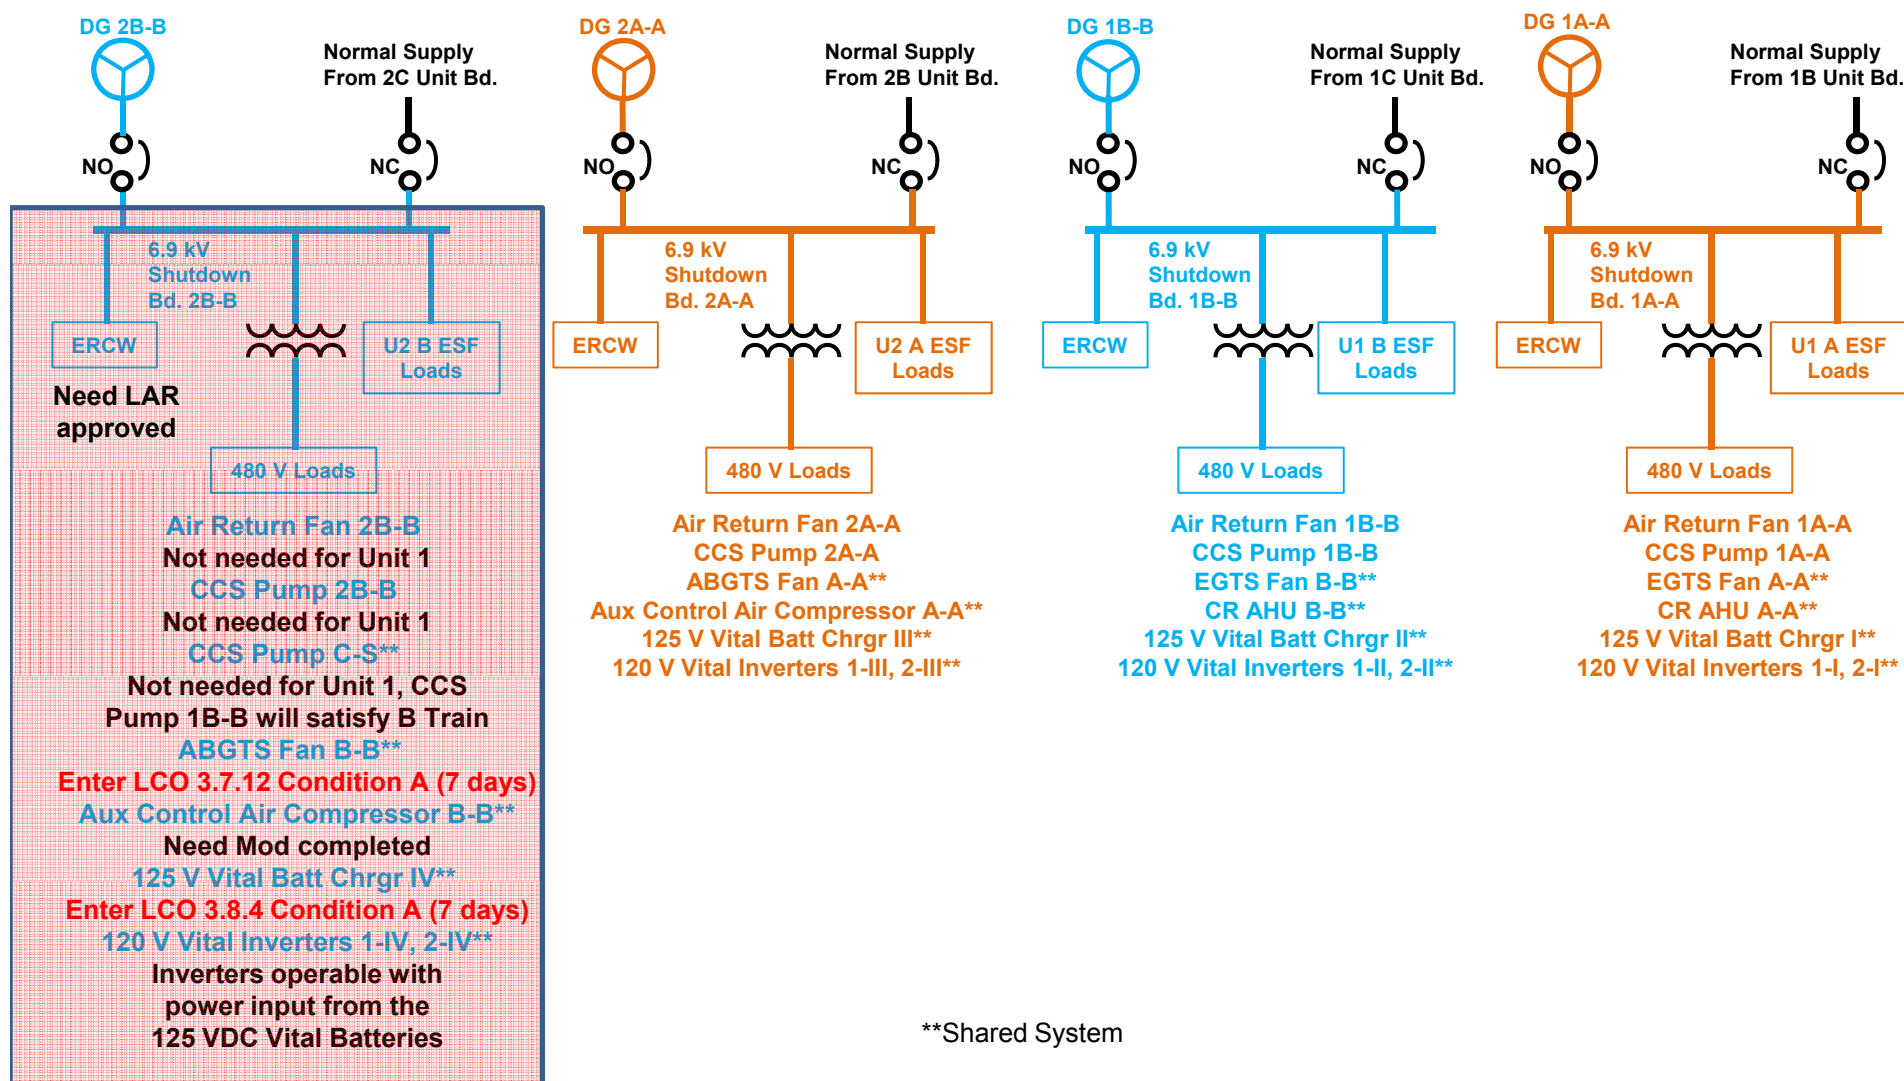 DG 2B-B
Normal Supply
From 2C Unit Bd.
NO
NC
6.9 kV
Shutdown
Bd. 2B-B
ERCW
U2 B ESF
Loads
Need LAR
approved
480 V Loads
Air Return Fan 2B-B
Not needed for Unit 1
CCS Pump 2B-B
Not needed for Unit 1
CCS Pump C-S**
Not needed for Unit 1, CCS
Pump 1B-B will satisfy B Train
ABGTS Fan B-B**
Enter LCO 3.7.12 Condition A (7 days)
Aux Control Air Compressor B-B**
Need Mod completed
125 V Vital Batt Chrgr IV**
Enter LCO 3.8.4 Condition A (7 days)
120 V Vital Inverters 1-IV, 2-IV**
Inverters operable with
power input from the
125 VDC Vital Batteries
DG 2A-A
Normal Supply
From 2B Unit Bd.
NO
NC
6.9 kV
Shutdown
Bd. 2A-A
ERCW
U2 A ESF
Loads
480 V Loads
Air Return Fan 2A-A
CCS Pump 2A-A
ABGTS Fan A-A**
Aux Control Air Compressor A-A**
125 V Vital Batt Chrgr III**
120 V Vital Inverters 1-III, 2-III**
DG 1B-B
Normal Supply
From 1C Unit Bd.
NO
NC
6.9 kV
Shutdown
Bd. 1B-B
ERCW
U1 B ESF
Loads
480 V Loads
Air Return Fan 1B-B
CCS Pump 1B-B
EGTS Fan B-B**
CR AHU B-B**
125 V Vital Batt Chrgr II**
120 V Vital Inverters 1-II, 2-II**
DG 1A-A
Normal Supply
From 1B Unit Bd.
NO
NC
6.9 kV
Shutdown
Bd. 1A-A
ERCW
U1 A ESF
Loads
480 V Loads
Air Return Fan 1A-A
CCS Pump 1A-A
EGTS Fan A-A**
CR AHU A-A**
125 V Vital Batt Chrgr I**
120 V Vital Inverters 1-I, 2-I**
**Shared System